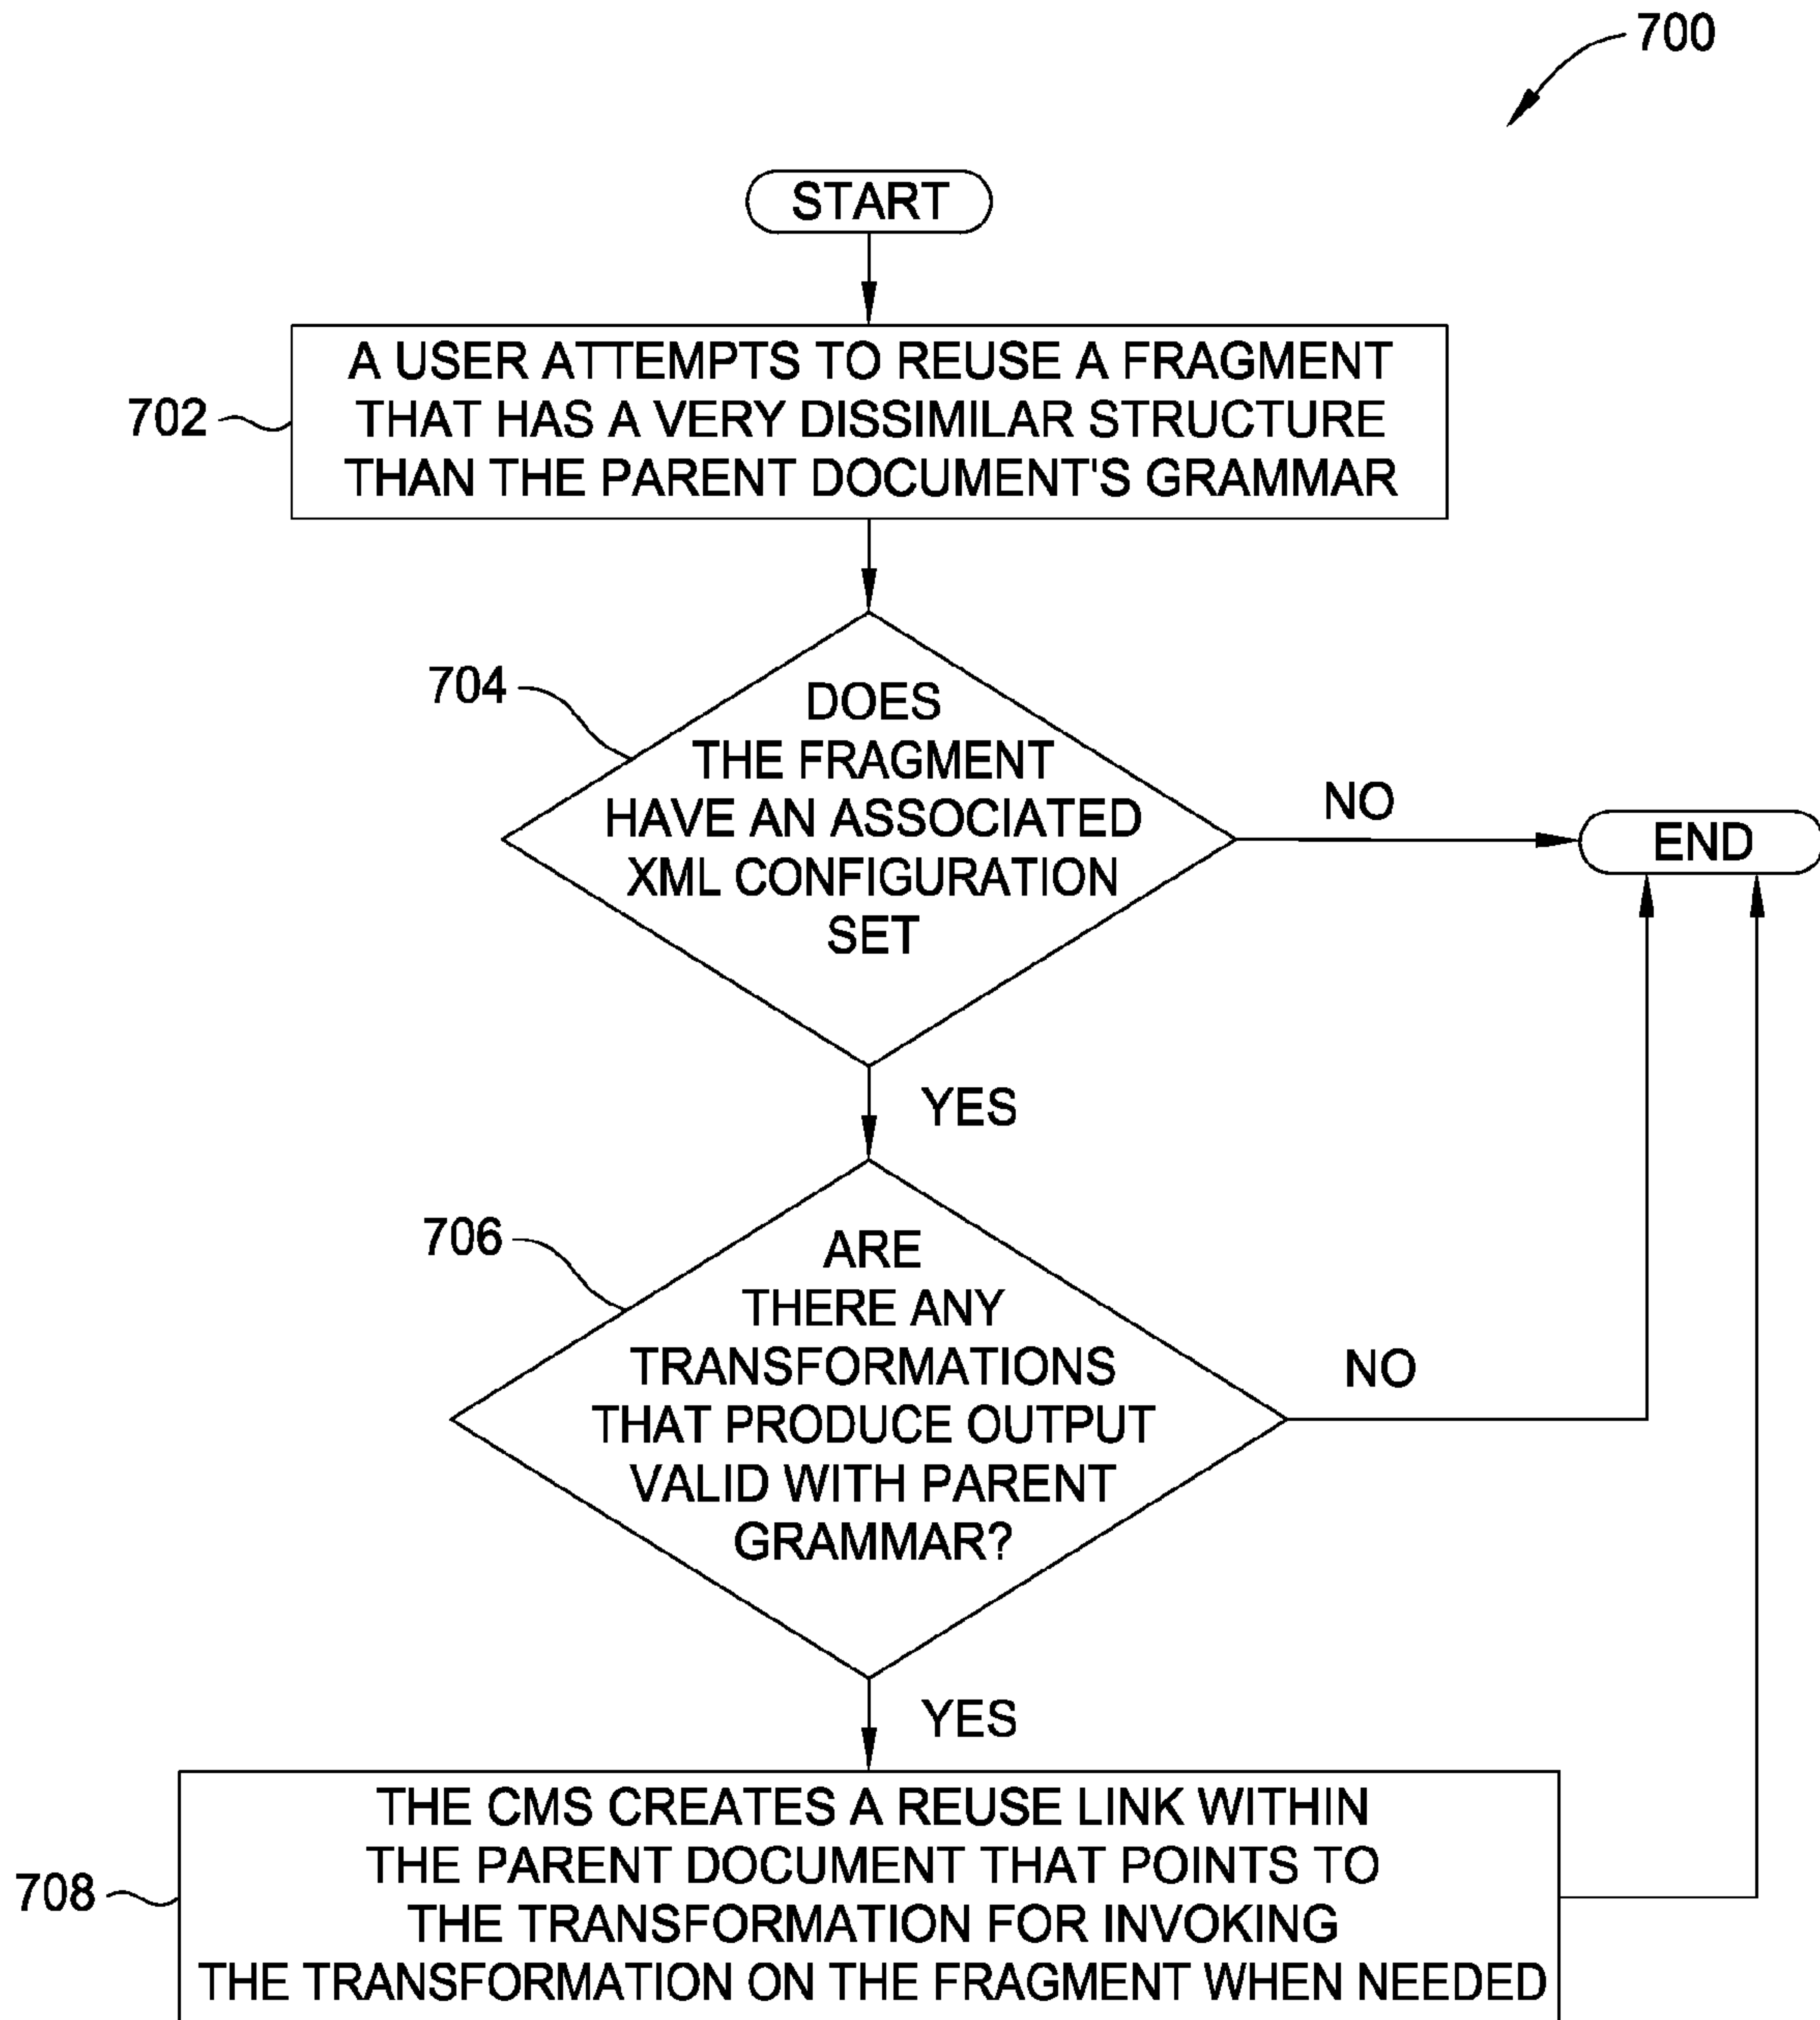 700
START
702
A USER ATTEMPTS TO REUSE A FRAGMENT
THAT HAS A VERY DISSIMILAR STRUCTURE
THAN THE PARENT DOCUMENT'S GRAMMAR
704
DOES
THE FRAGMENT
HAVE AN ASSOCIATED
XML CONFIGURATION
SET
NO
END
YES
706
ARE
THERE ANY
TRANSFORMATIONS
THAT PRODUCE OUTPUT
VALID WITH PARENT
GRAMMAR?
NO
YES
708
THE CMS CREATES A REUSE LINK WITHIN
THE PARENT DOCUMENT THAT POINTS TO
THE TRANSFORMATION FOR INVOKING
THE TRANSFORMATION ON THE FRAGMENT WHEN NEEDED